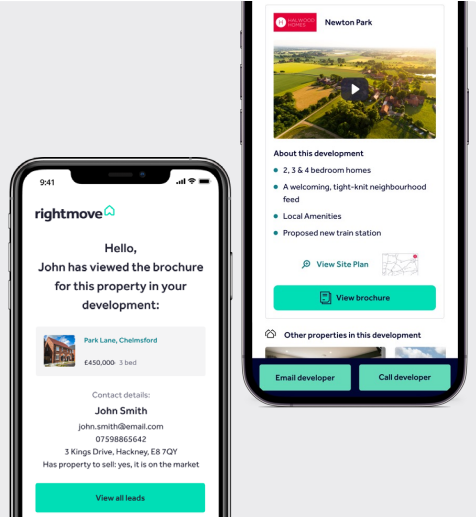 HALWOOD
HOMES
Newton Park
About this development
2, 3 & 4 bedroom homes
A welcoming, tight-knit neighbourhood
feed
Local Amenities
Proposed new train station
View Site Plan
View brochure
Other properties in this development
Email developer
Call developer
9:41
rightmove
Hello,
John has viewed the brochure
for this property in your
development:
Park Lane, Chelmsford
£450,000- 3 bed
Contact details:
John Smith
john.smith@email.com
07598865642
3 Kings Drive, Hackney, E8 7QY
Has property to sell: yes, it is on the market
View all leads